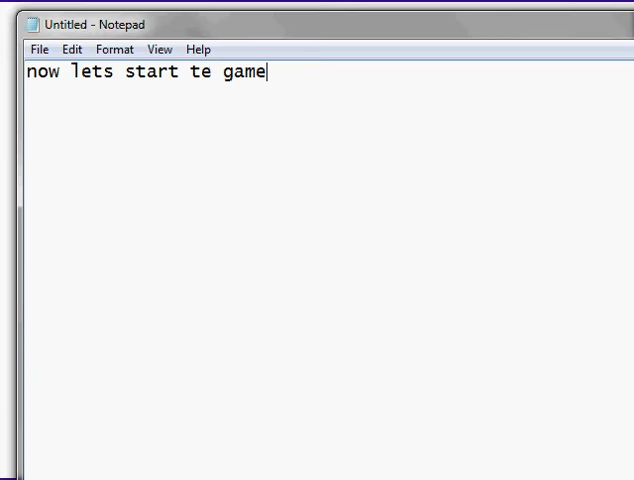 Untitled - Notepad
File Edit Format View Help
now lets start te game